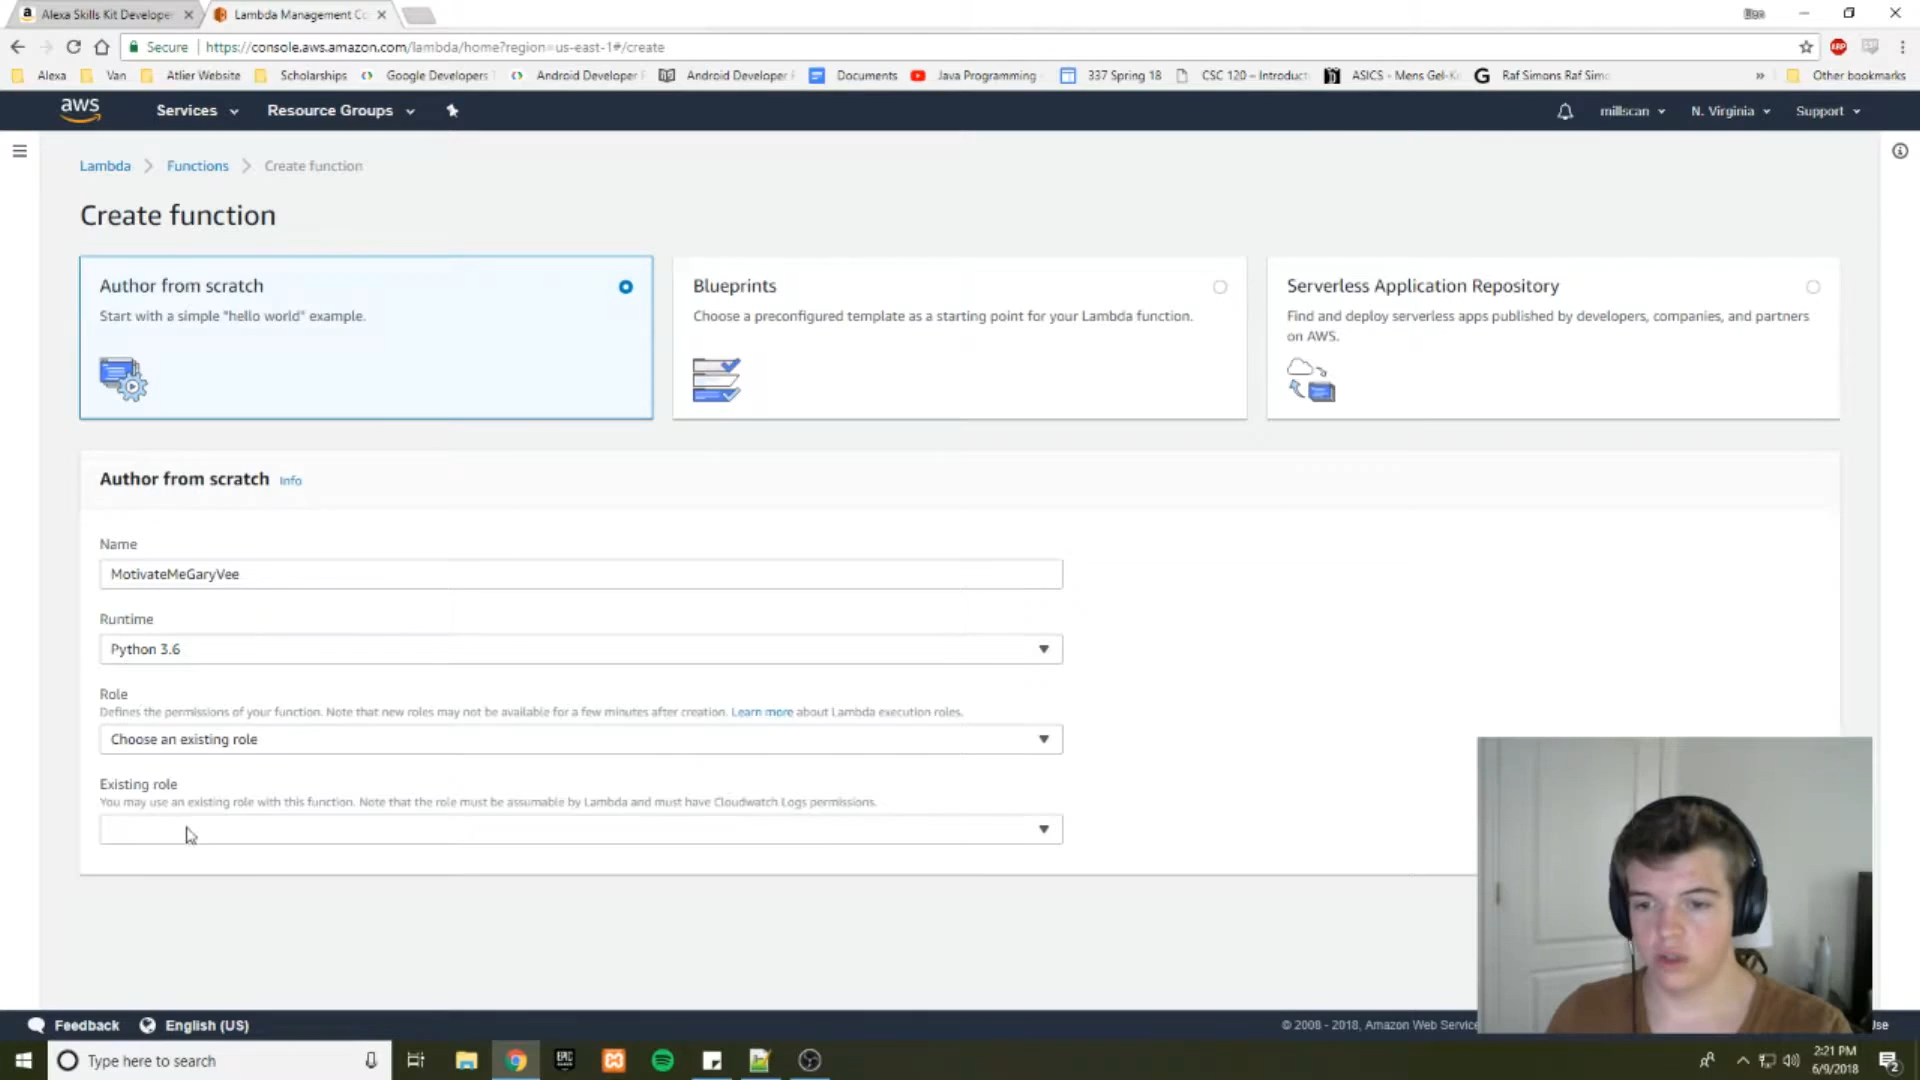 Alexa Skills Kit Develope
Lambda Management Co
Secure
https://console.aws.amazon.com/lambda/home?region=us-east-1#/create
Alexa
Van
Atlier Website
Scholarships
Google Developers
Android Developer
Android Developer
Documents
Java Programming
337 Spring 18
CSC 120 – Introduct
ASICS - Mens Gel-K
Raf Simons Raf Simo
Other bookmarks
aws
Services
Resource Groups
millscan
N. Virginia
Support
Lambda
Functions
Create function
Create function
Author from scratch
Start with a simple "hello world" example.
Blueprints
Choose a preconfigured template as a starting point for your Lambda function.
Serverless Application Repository
Find and deploy serverless apps published by developers, companies, and partners
on AWS.
Author from scratch Info
Name
MotivateMeGaryVee
Runtime
Python 3.6
Role
Defines the permissions of your function. Note that new roles may not be available for a few minutes after creation. Learn more about Lambda execution roles.
Choose an existing role
Existing role
You may use an existing role with this function. Note that the role must be assumable by Lambda and must have Cloudwatch Logs permissions.
Feedback
English (US)
© 2008 - 2018, Amazon Web Service
Use
Type here to search
EPIC
2:21 PM
6/9/2018
2